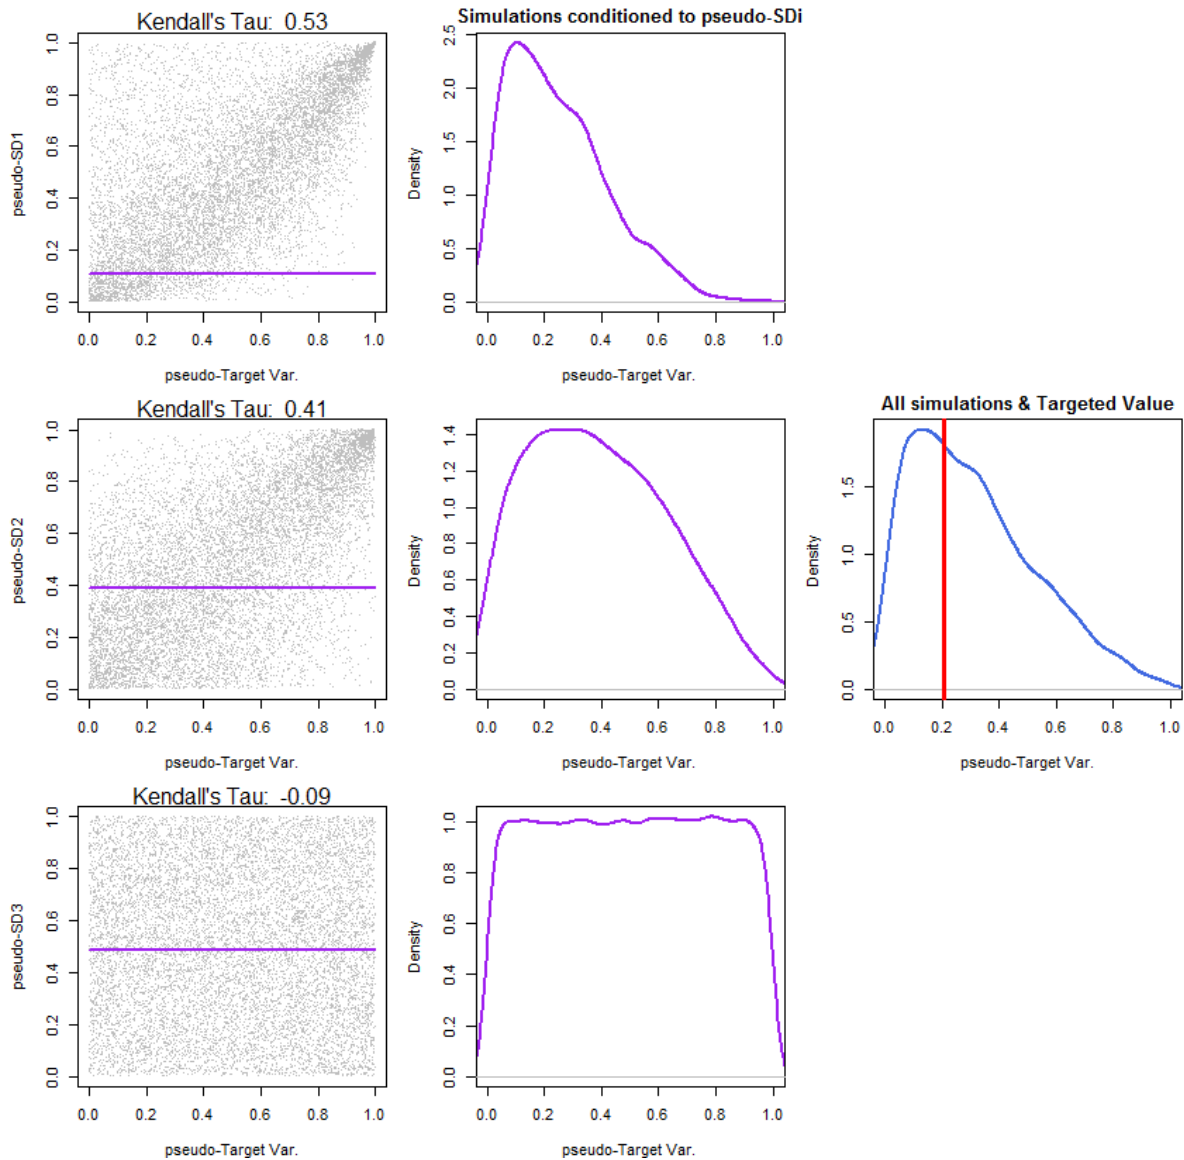 Kendall's Tau:  0.53
Simulations conditioned to pseudo-SDi
pseudo-SD1
0.0 0.2 0.4 0.6 0.8 1.0
0.0 0.2 0.4 0.6 0.8 1.0
pseudo-Target Var.
Density
0.0 0.5 1.0 1.5 2.0 2.5
0.0 0.2 0.4 0.6 0.8 1.0
pseudo-Target Var.
Kendall's Tau:  0.41
pseudo-SD2
0.0 0.2 0.4 0.6 0.8 1.0
0.0 0.2 0.4 0.6 0.8 1.0
pseudo-Target Var.
Density
0.0 0.2 0.4 0.6 0.8 1.0 1.2 1.4
0.0 0.2 0.4 0.6 0.8 1.0
pseudo-Target Var.
All simulations & Targeted Value
Density
0.0 0.5 1.0 1.5
0.0 0.2 0.4 0.6 0.8 1.0
pseudo-Target Var.
Kendall's Tau:  -0.09
pseudo-SD3
0.0 0.2 0.4 0.6 0.8 1.0
0.0 0.2 0.4 0.6 0.8 1.0
pseudo-Target Var.
Density
0.0 0.2 0.4 0.6 0.8 1.0
0.0 0.2 0.4 0.6 0.8 1.0
pseudo-Target Var.